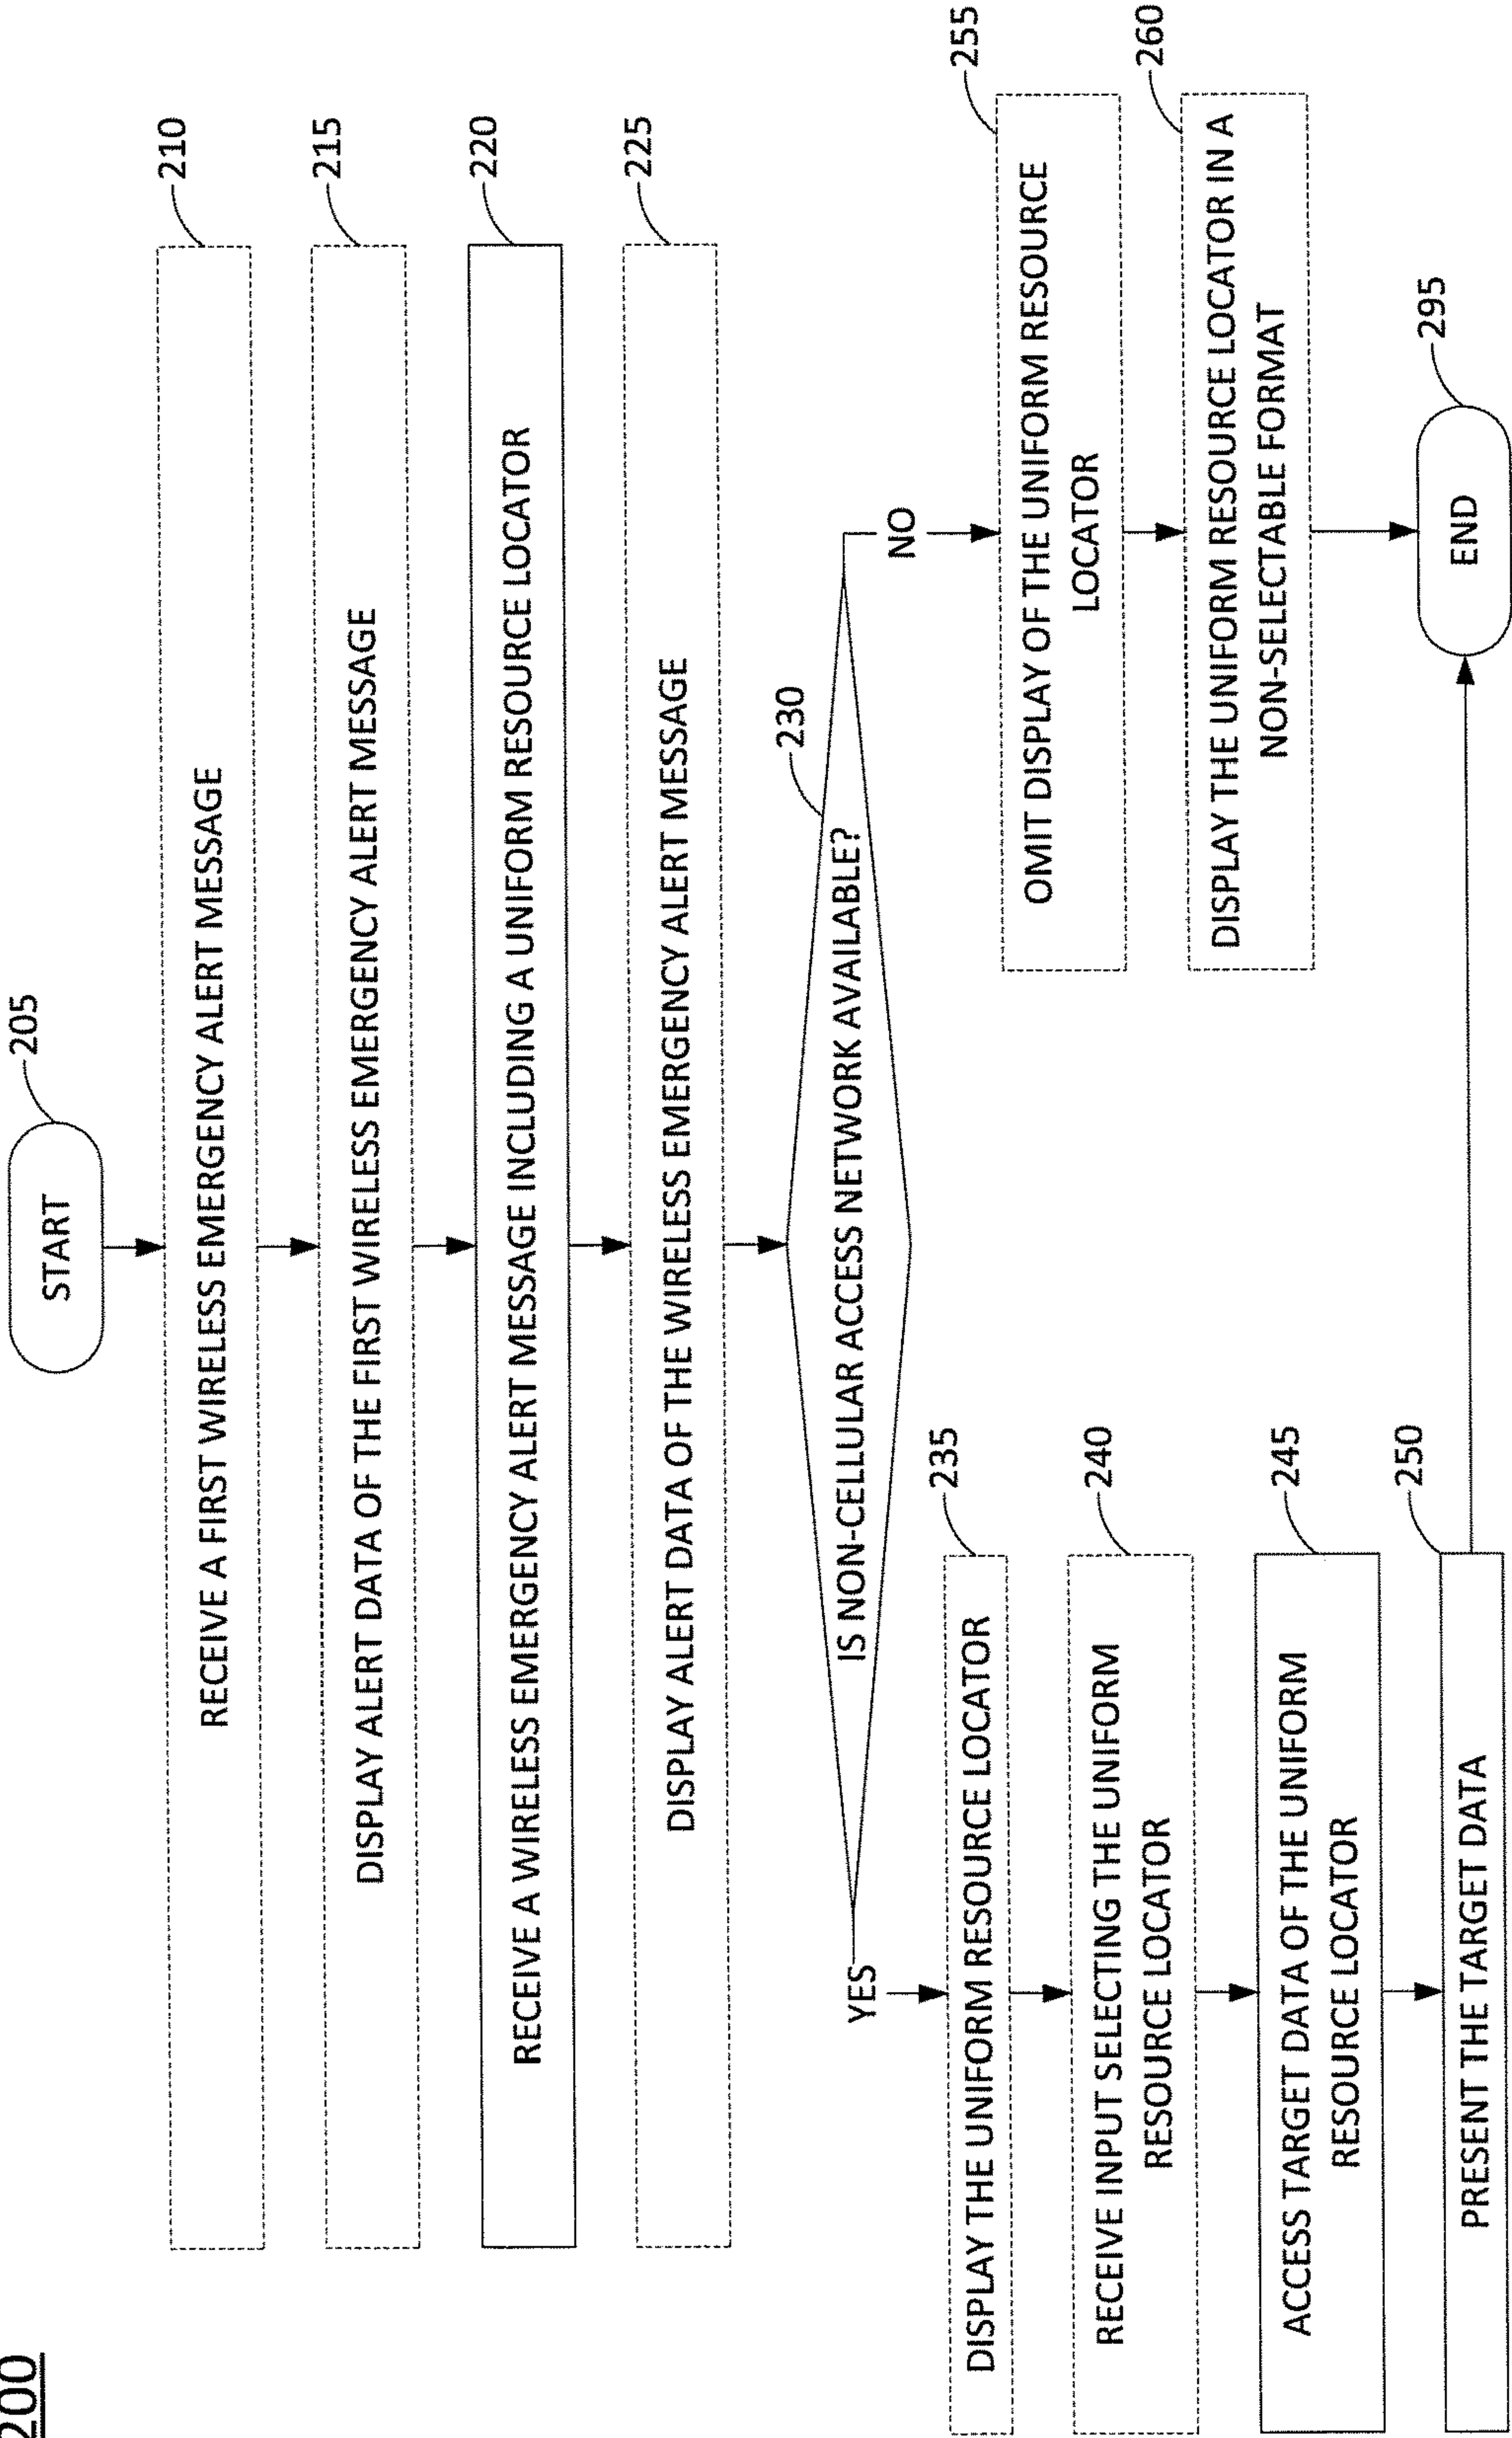 200
START
205
RECEIVE A FIRST WIRELESS EMERGENCY ALERT MESSAGE
210
DISPLAY ALERT DATA OF THE FIRST WIRELESS EMERGENCY ALERT MESSAGE
215
RECEIVE A WIRELESS EMERGENCY ALERT MESSAGE INCLUDING A UNIFORM RESOURCE LOCATOR
220
DISPLAY ALERT DATA OF THE WIRELESS EMERGENCY ALERT MESSAGE
225
IS NON-CELLULAR ACCESS NETWORK AVAILABLE?
230
YES
NO
DISPLAY THE UNIFORM RESOURCE LOCATOR
235
RECEIVE INPUT SELECTING THE UNIFORM
RESOURCE LOCATOR
240
ACCESS TARGET DATA OF THE UNIFORM
RESOURCE LOCATOR
245
PRESENT THE TARGET DATA
250
OMIT DISPLAY OF THE UNIFORM RESOURCE
LOCATOR
255
DISPLAY THE UNIFORM RESOURCE LOCATOR IN A
NON-SELECTABLE FORMAT
260
END
295